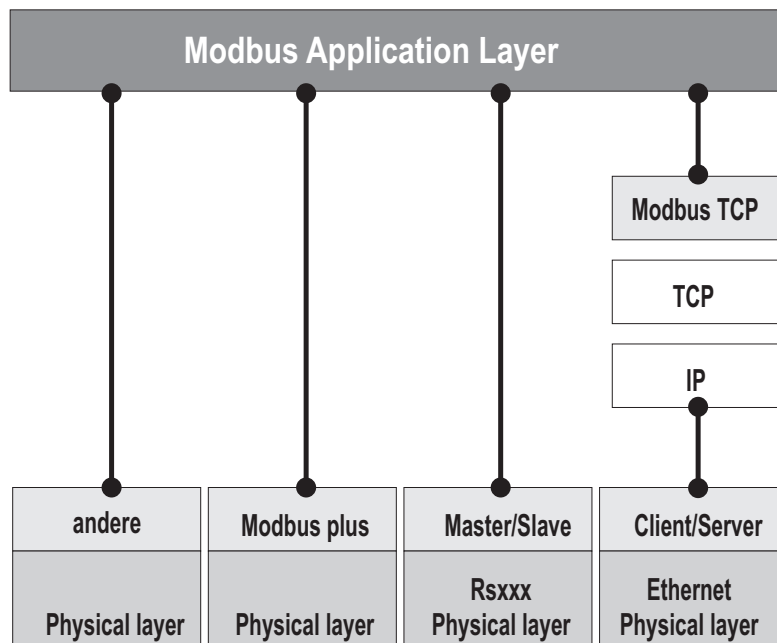 Modbus Application Layer
Modbus TCP
TCP
IP
andere
Modbus plus
Master/Slave
Client/Server
Physical layer
Physical layer
Rsxxx
Physical layer
Ethernet
Physical layer